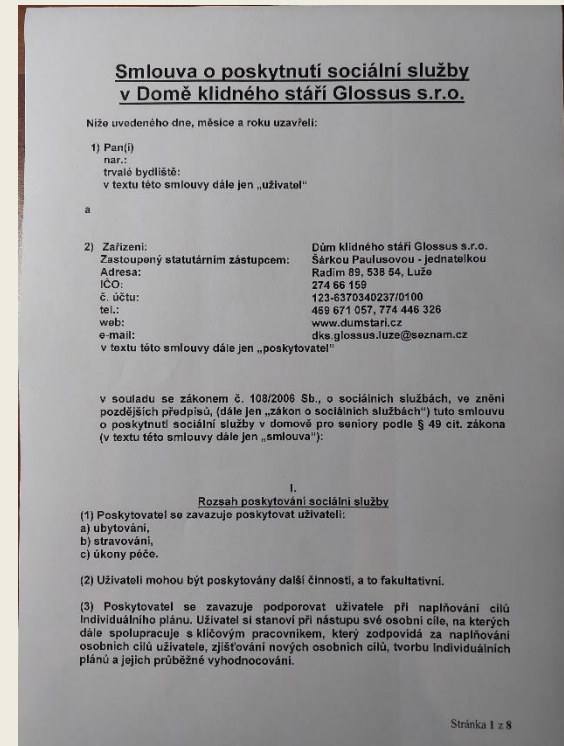 Smlouva o poskytnutí sociální služby
v Domě klidného stáří Glossus s.r.o.
Níže uvedeného dne, měsíce a roku uzavřeli:
1) Pan(i)
nar.:
trvalé bydliště:
v textu této smlouvy dále jen „uživatel"
a
2) Zařízení: Dům klidného stáří Glossus s.r.o.
Zastoupený statutárním zástupcem: Šárkou Paulusovou - jednatelkou
Adresa: Radim 89, 538 54, Luže
IČO: 274 66 159
č. účtu: 123-6370340237/0100
tel.: 469 671 057, 774 446 326
web: www.dumstari.cz
e-mail: dks.glossus.luze@seznam.cz
v textu této smlouvy dále jen „poskytovatel"
v souladu se zákonem č. 108/2006 Sb., o sociálních službách, ve znění
pozdějších předpisů, (dále jen „zákon o sociálních službách") tuto smlouvu
o poskytnutí sociální služby v domově pro seniory podle § 49 cit. zákona
(v textu této smlouvy dále jen „smlouva"):
I.
Rozsah poskytování sociální služby
(1) Poskytovatel se zavazuje poskytovat uživateli:
a) ubytování,
b) stravování,
c) úkony péče.
(2) Uživateli mohou být poskytovány další činnosti, a to fakultativní.
(3) Poskytovatel se zavazuje podporovat uživatele při naplňování cílů
Individuálního plánu. Uživatel si stanoví při nástupu své osobní cíle, na kterých
dále spolupracuje s klíčovým pracovníkem, který zodpovídá za naplňování
osobních cílů uživatele, zjišťování nových osobních cílů, tvorbu Individuálních
plánů a jejich průběžné vyhodnocování.
Stránka 1 z 8